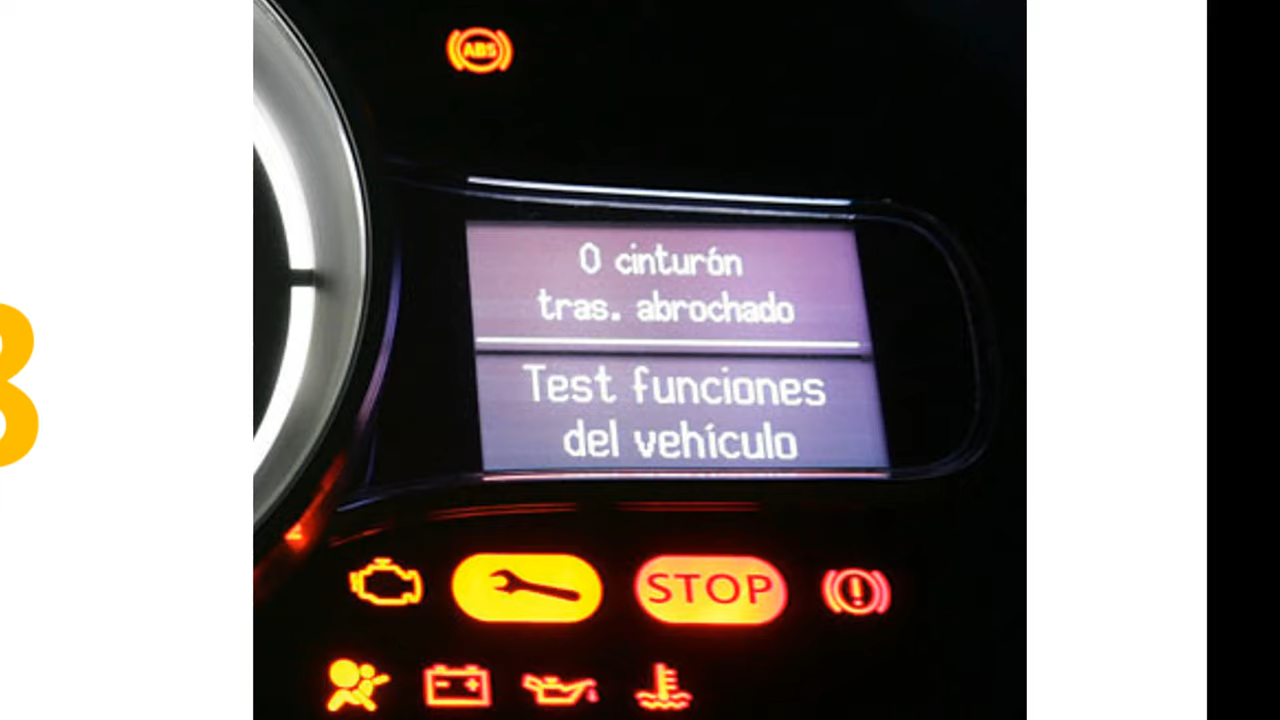 ABS
0 cinturón
tras. abrochado
Test funciones
del vehículo
STOP